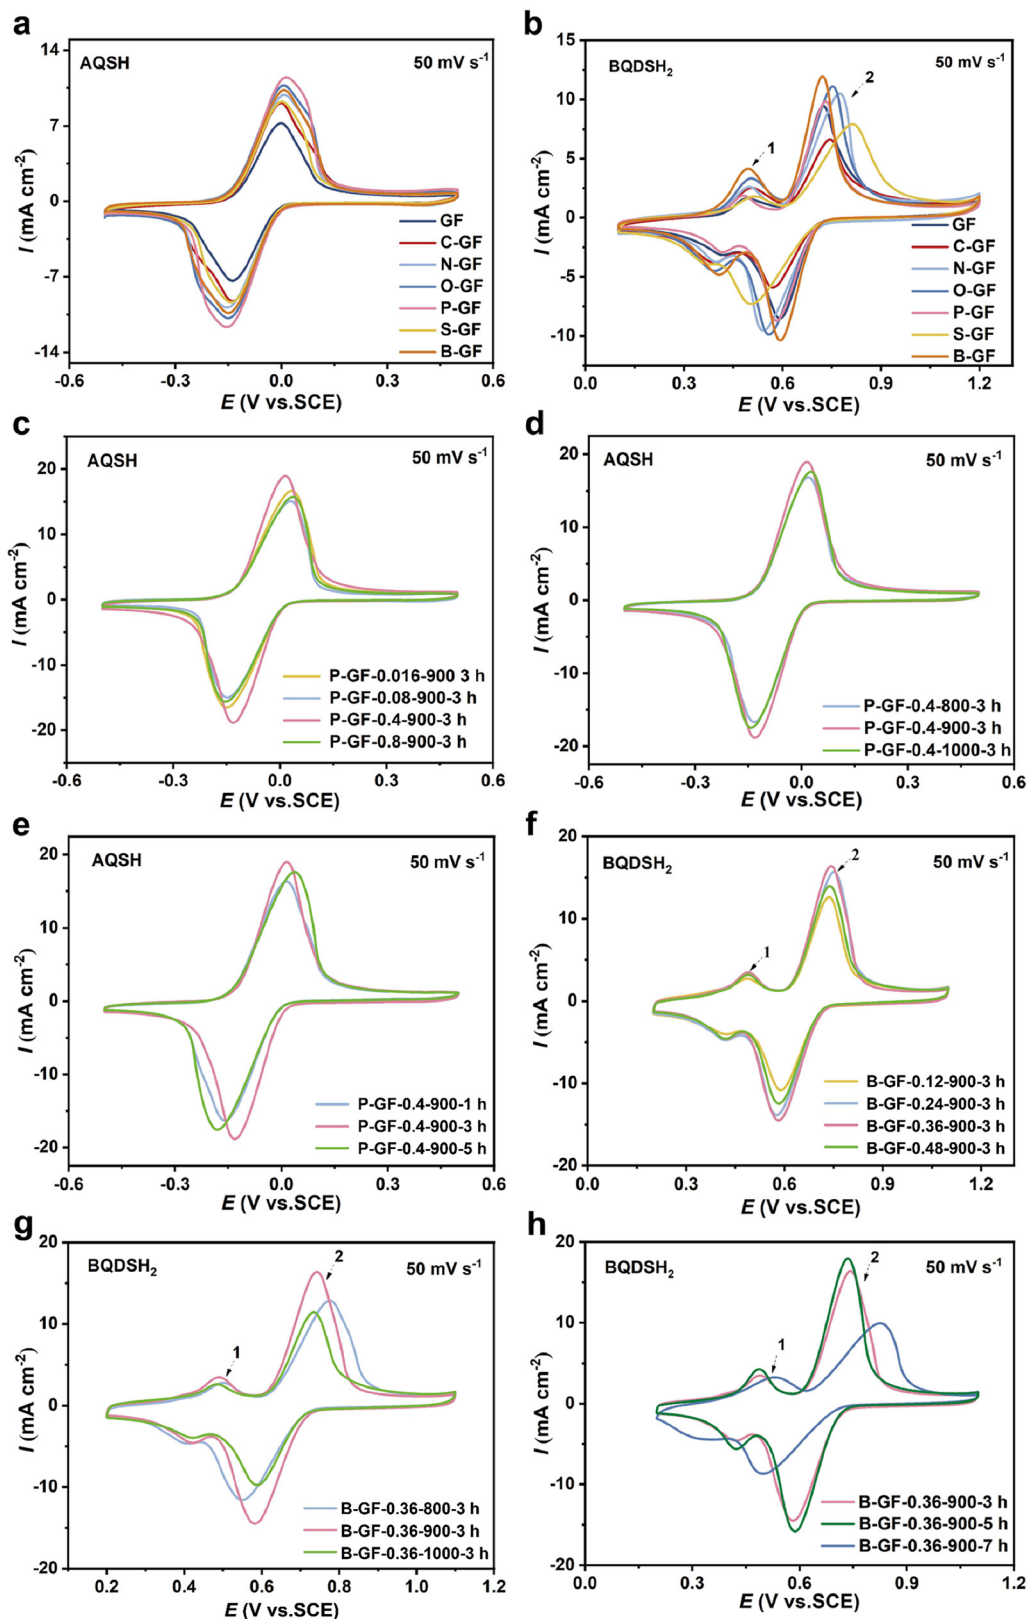 a
AQSH
50 mV s⁻¹
14
7
0
-7
-14
I (mA cm⁻²)
GF
C-GF
N-GF
O-GF
P-GF
S-GF
B-GF
-0.6 -0.3 0.0 0.3 0.6
E (V vs.SCE)
b
BQDSH₂
50 mV s⁻¹
1
2
15
10
5
0
-5
-10
I (mA cm⁻²)
GF
C-GF
N-GF
O-GF
P-GF
S-GF
B-GF
0.0 0.3 0.6 0.9 1.2
E (V vs.SCE)
c
AQSH
50 mV s⁻¹
20
10
0
-10
-20
I (mA cm⁻²)
P-GF-0.016-900 3 h
P-GF-0.08-900-3 h
P-GF-0.4-900-3 h
P-GF-0.8-900-3 h
-0.6 -0.3 0.0 0.3 0.6
E (V vs.SCE)
d
AQSH
50 mV s⁻¹
20
10
0
-10
-20
I (mA cm⁻²)
P-GF-0.4-800-3 h
P-GF-0.4-900-3 h
P-GF-0.4-1000-3 h
-0.6 -0.3 0.0 0.3 0.6
E (V vs.SCE)
e
AQSH
50 mV s⁻¹
20
10
0
-10
-20
I (mA cm⁻²)
P-GF-0.4-900-1 h
P-GF-0.4-900-3 h
P-GF-0.4-900-5 h
-0.6 -0.3 0.0 0.3 0.6
E (V vs.SCE)
f
BQDSH₂
50 mV s⁻¹
1
2
20
10
0
-10
-20
I (mA cm⁻²)
B-GF-0.12-900-3 h
B-GF-0.24-900-3 h
B-GF-0.36-900-3 h
B-GF-0.48-900-3 h
0.0 0.3 0.6 0.9 1.2
E (V vs.SCE)
g
BQDSH₂
50 mV s⁻¹
1
2
20
10
0
-10
-20
I (mA cm⁻²)
B-GF-0.36-800-3 h
B-GF-0.36-900-3 h
B-GF-0.36-1000-3 h
0.2 0.4 0.6 0.8 1.0 1.2
E (V vs.SCE)
h
BQDSH₂
50 mV s⁻¹
1
2
20
10
0
-10
-20
I (mA cm⁻²)
B-GF-0.36-900-3 h
B-GF-0.36-900-5 h
B-GF-0.36-900-7 h
0.0 0.3 0.6 0.9 1.2
E (V vs.SCE)